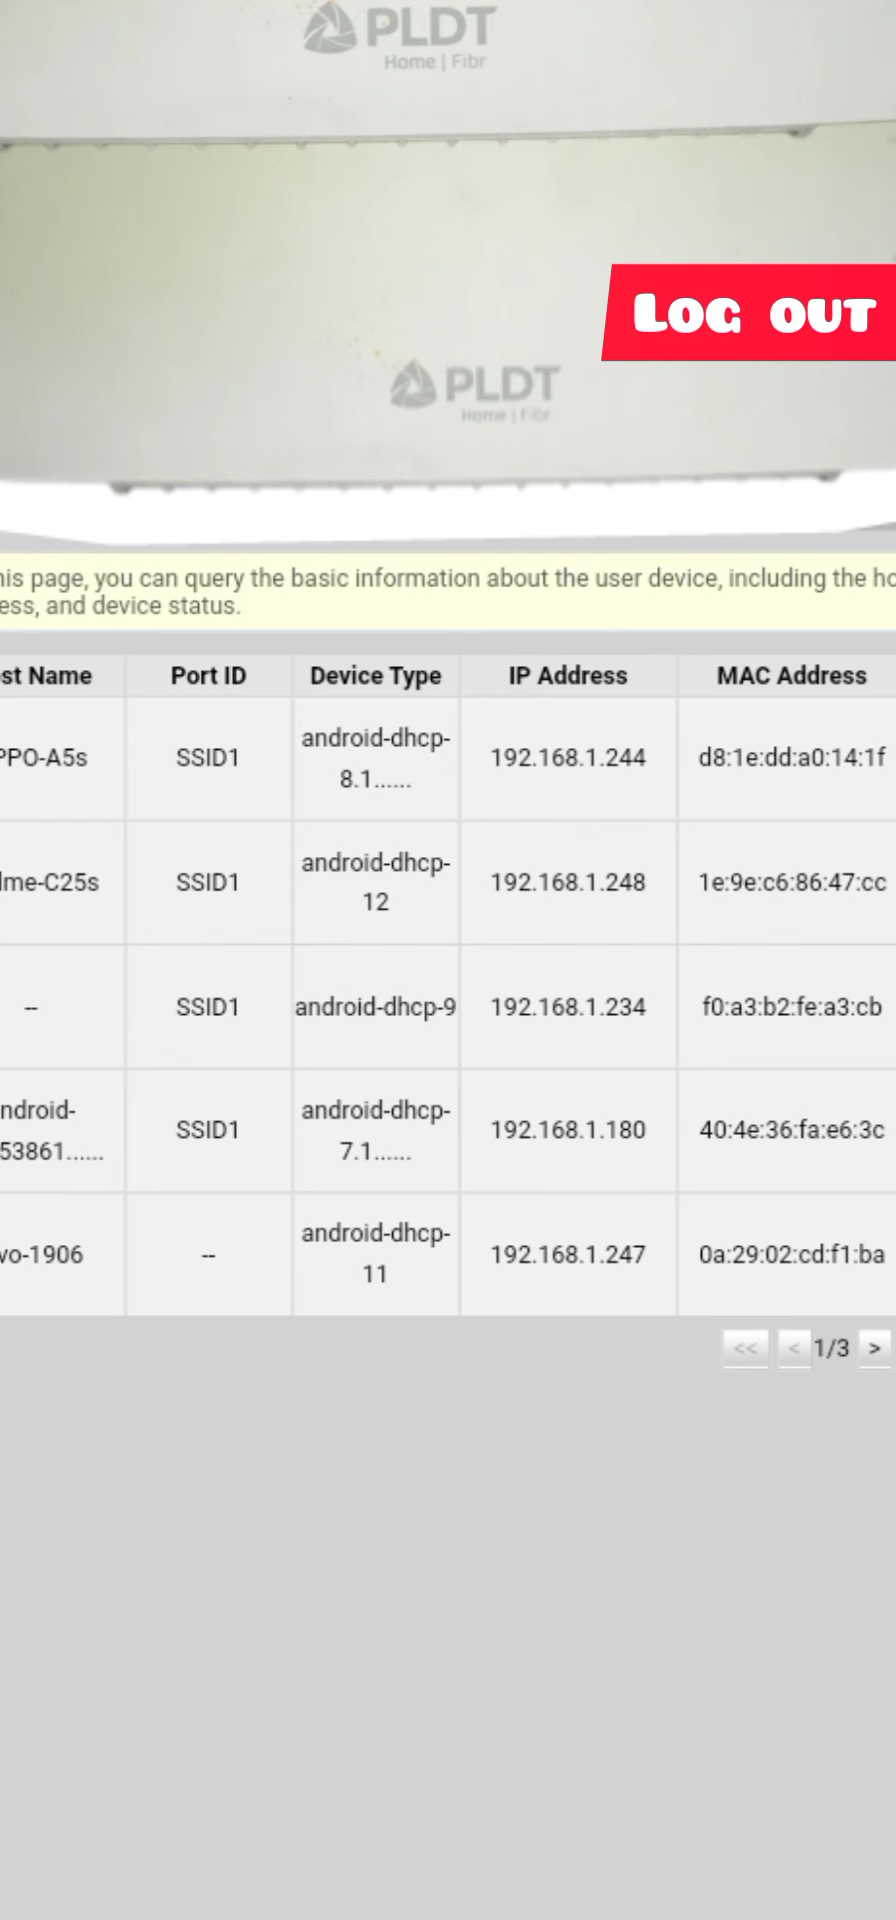 PLDT
Home | Fibr
LOG OUT
PLDT
Home | Fibr
his page, you can query the basic information about the user device, including the ho
ess, and device status.
st Name Port ID Device Type IP Address MAC Address
PPO-A5s SSID1 android-dhcp-8.1...... 192.168.1.244 d8:1e:dd:a0:14:1f
lme-C25s SSID1 android-dhcp-12 192.168.1.248 1e:9e:c6:86:47:cc
-- SSID1 android-dhcp-9 192.168.1.234 f0:a3:b2:fe:a3:cb
ndroid-53861...... SSID1 android-dhcp-7.1...... 192.168.1.180 40:4e:36:fa:e6:3c
vo-1906 -- android-dhcp-11 192.168.1.247 0a:29:02:cd:f1:ba
<< < 1/3 >